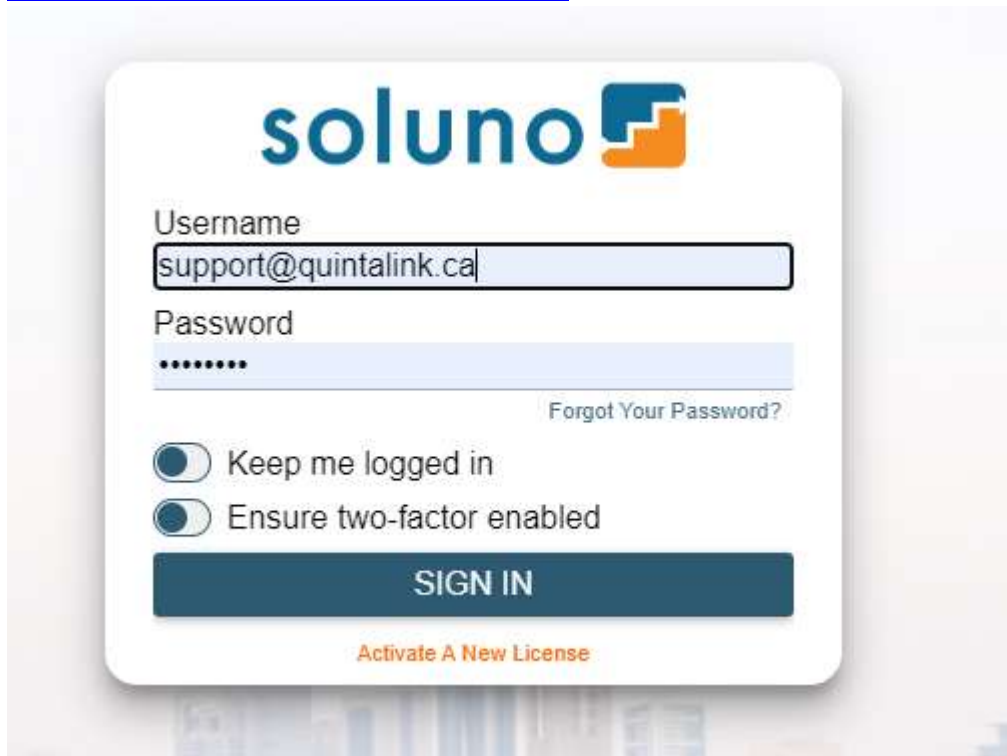 soluno
Username
support@quintalink.ca
Password
••••••••
Forgot Your Password?
Keep me logged in
Ensure two-factor enabled
SIGN IN
Activate A New License